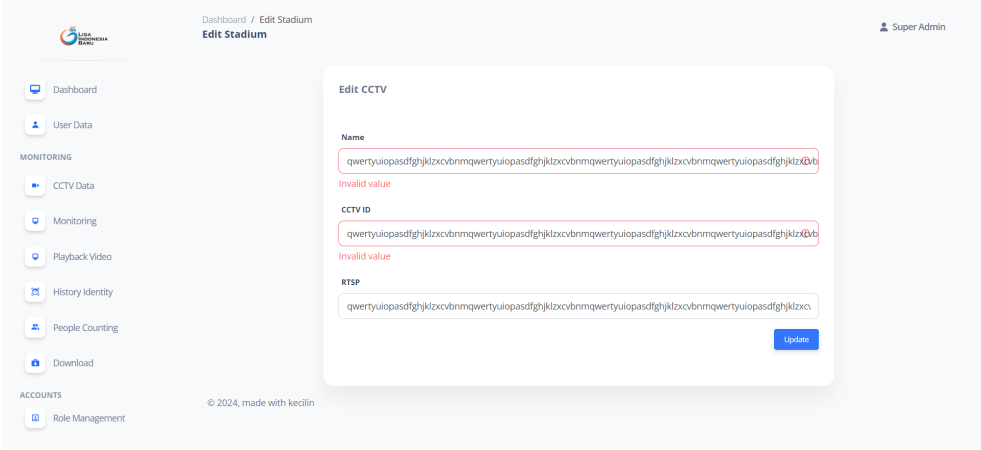 Dashboard / Edit Stadium
Edit Stadium
Super Admin
LIGA
INDONESIA
BARU
Dashboard
User Data
MONITORING
CCTV Data
Monitoring
Playback Video
History Identity
People Counting
Download
ACCOUNTS
Role Management
Edit CCTV
Name
qwertyuiopasdfghjklzxcvbnmqwertyuiopasdfghjklzxcvbnmqwertyuiopasdfghjklzxcvbnmqwertyuiopasdfghjklzxcvb
Invalid value
CCTV ID
qwertyuiopasdfghjklzxcvbnmqwertyuiopasdfghjklzxcvbnmqwertyuiopasdfghjklzxcvbnmqwertyuiopasdfghjklzxcvb
Invalid value
RTSP
qwertyuiopasdfghjklzxcvbnmqwertyuiopasdfghjklzxcvbnmqwertyuiopasdfghjklzxcvbnmqwertyuiopasdfghjklzxc
Update
© 2024, made with kecilin